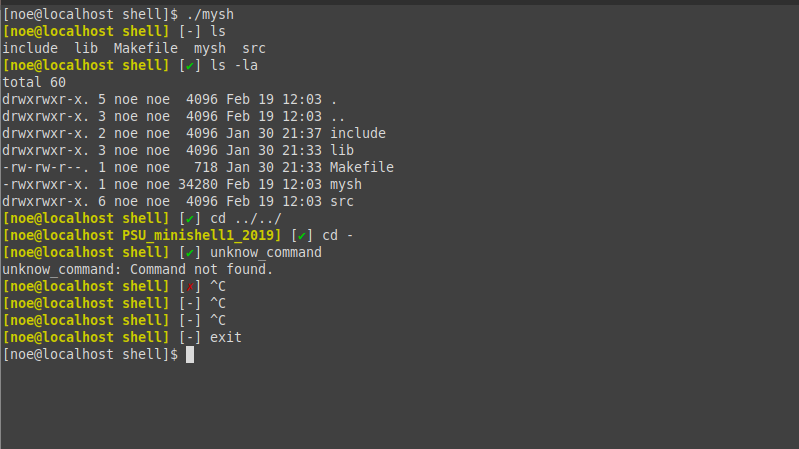 [noe@localhost shell]$ ./mysh
[noe@localhost shell] [-] ls
include  lib  Makefile  mysh  src
[noe@localhost shell] [✔] ls -la
total 60
drwxrwxr-x. 5 noe noe  4096 Feb 19 12:03 .
drwxrwxr-x. 3 noe noe  4096 Feb 19 12:03 ..
drwxrwxr-x. 2 noe noe  4096 Jan 30 21:37 include
drwxrwxr-x. 3 noe noe  4096 Jan 30 21:33 lib
-rw-rw-r--. 1 noe noe   718 Jan 30 21:33 Makefile
-rwxrwxr-x. 1 noe noe 34280 Feb 19 12:03 mysh
drwxrwxr-x. 6 noe noe  4096 Feb 19 12:03 src
[noe@localhost shell] [✔] cd ../../
[noe@localhost PSU_minishell1_2019] [✔] cd -
[noe@localhost shell] [✔] unknow_command
unknow_command: Command not found.
[noe@localhost shell] [✗] ^C
[noe@localhost shell] [-] ^C
[noe@localhost shell] [-] ^C
[noe@localhost shell] [-] exit
[noe@localhost shell]$